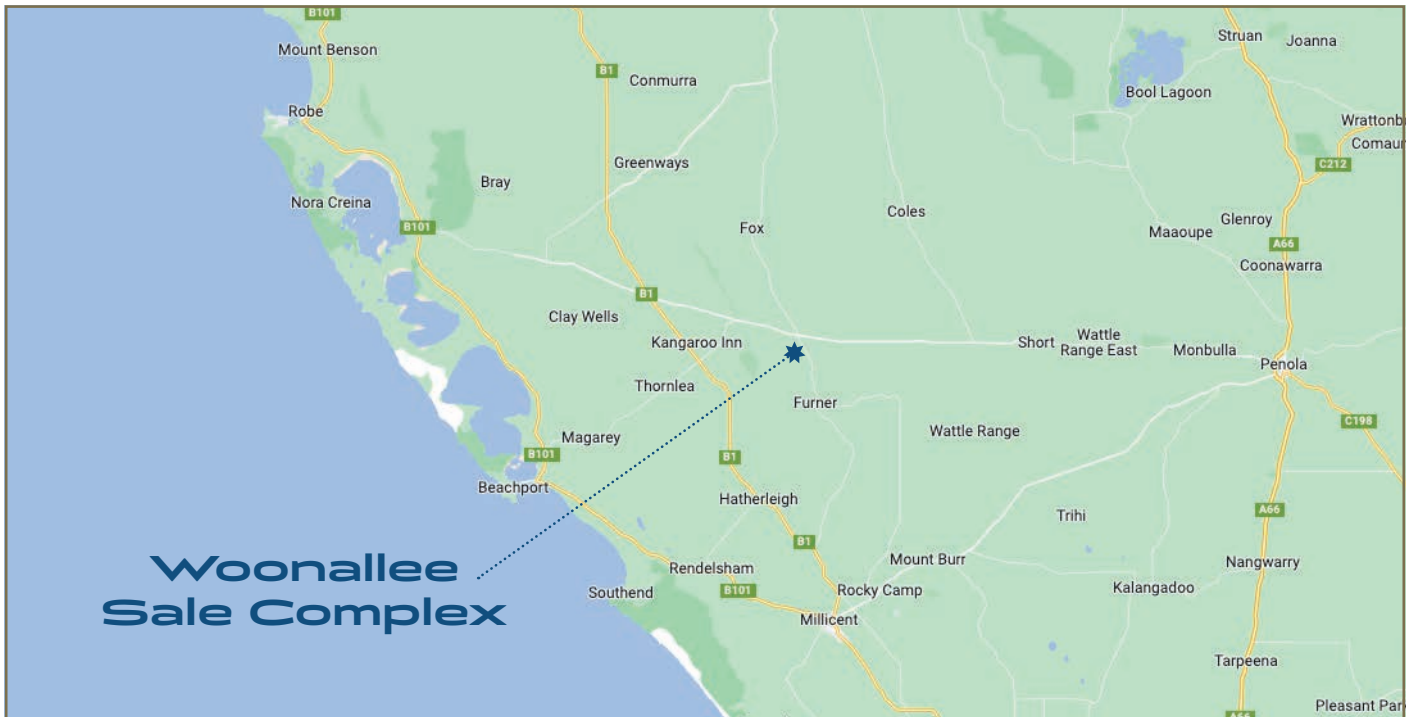 B101
Mount Benson
Struan
Joanna
B1
Conmurra
Bool Lagoon
Robe
Wrattonb
Comaur
Greenways
C212
Bray
Nora Creina
Coles
Glenroy
B101
Fox
Maaoupe
A66
Coonawarra
B1
Clay Wells
Kangaroo Inn
Short
Wattle
Range East
Monbulla
Penola
Thornlea
Furner
C198
Magarey
Wattle Range
B101
B1
Beachport
Hatherleigh
A66
Trihi
B1
Woonallee
Sale Complex
Mount Burr
Nangwarry
Rendelsham
Southend
B101
Rocky Camp
Kalangadoo
Millicent
Tarpeena
Pleasant Par
A66